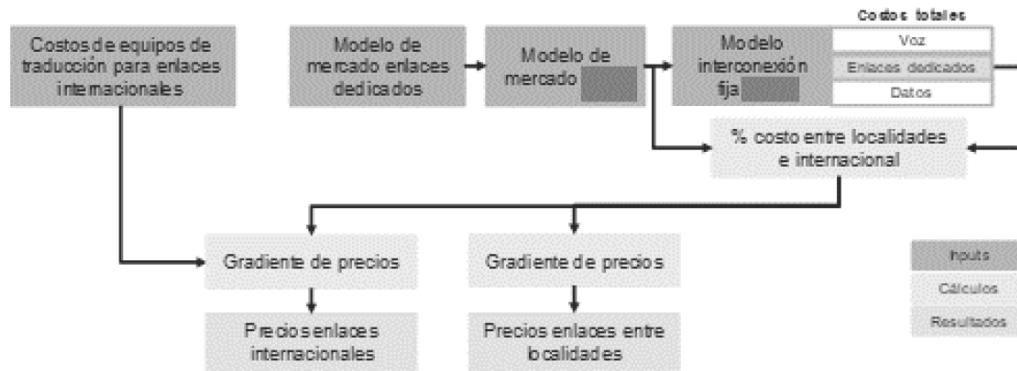 Costos totales
Costos de equipos de
traducción para enlaces
internacionales
Modelo de
mercado enlaces
dedicados
Modelo de
mercado
Modelo
interconexión
fija
Voz
Enlaces dedicados
Datos
% costo entre localidades
e internacional
Gradiente de precios
Gradiente de precios
Precios enlaces
internacionales
Precios enlaces entre
localidades
Inputs
Cálculos
Resultados